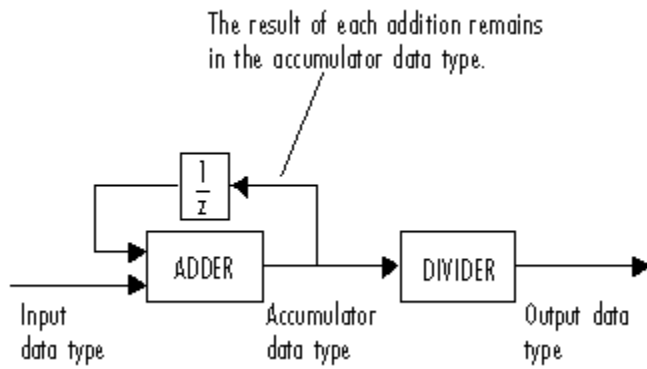 The result of each addition remains
in the accumulator data type.
1
z
ADDER
DIVIDER
Input
data type
Accumulator
data type
Output data
type